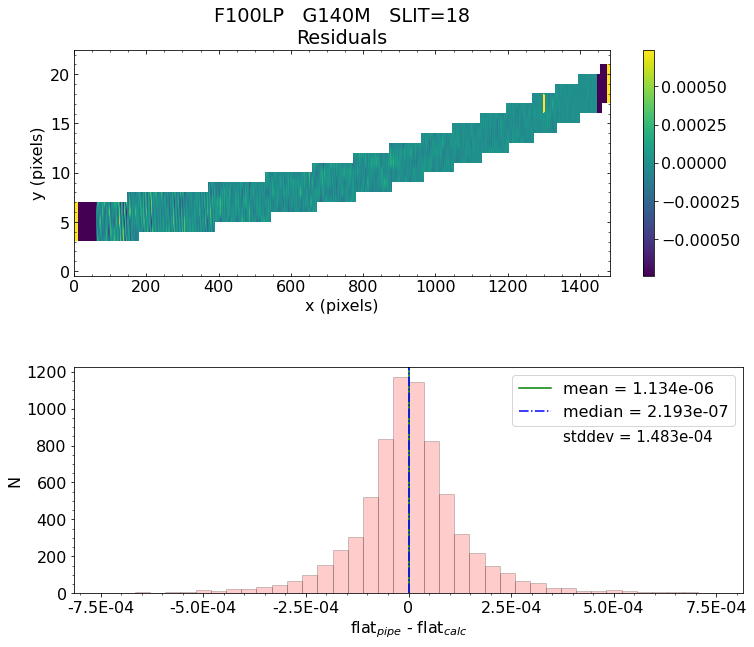 F100LP   G140M   SLIT=18
Residuals
y (pixels)
20
15
10
5
0
0 200 400 600 800 1000 1200 1400
x (pixels)
0.00050
0.00025
0.00000
−0.00025
−0.00050
N
1200
1000
800
600
400
200
0
mean = 1.134e-06
median = 2.193e-07
stddev = 1.483e-04
-7.5E-04 -5.0E-04 -2.5E-04 0 2.5E-04 5.0E-04 7.5E-04
flat_pipe - flat_calc